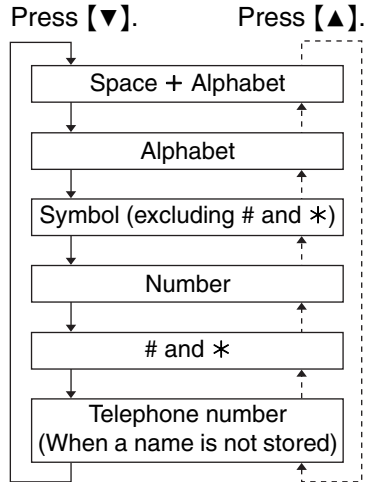 Press【▼】. Press【▲】.
Space + Alphabet
Alphabet
Symbol (excluding # and ＊)
Number
# and ＊
Telephone number
(When a name is not stored)